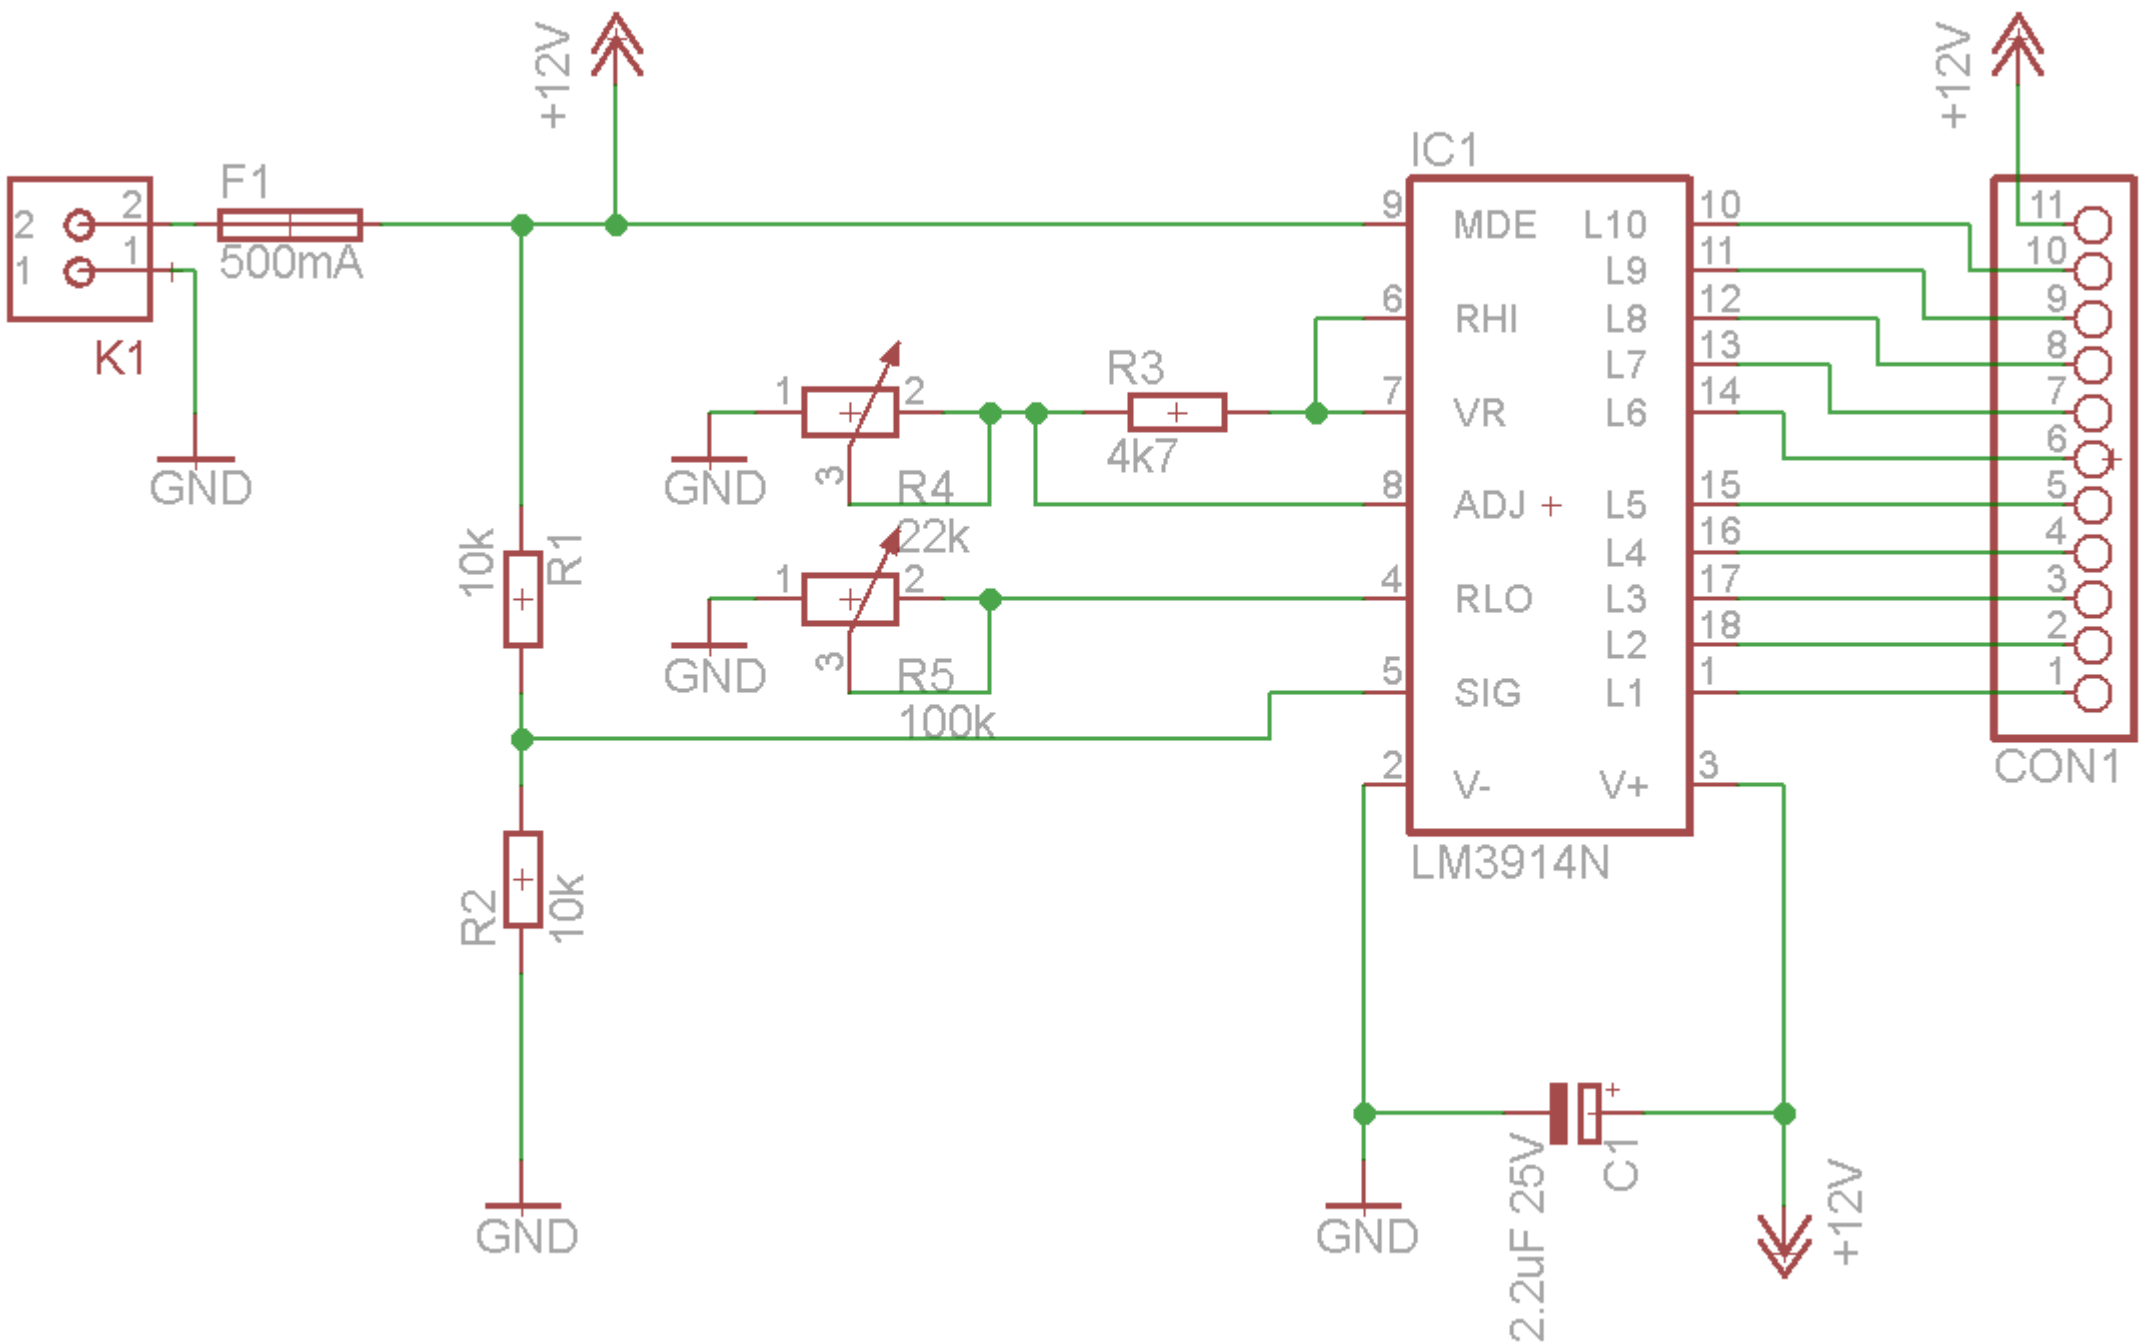 +12V
+12V
IC1
F1
500mA
2
2
1
1
K1
GND
9
MDE
L10
10
11
10
L9
11
9
6
RHI
L8
12
8
L7
13
7
7
VR
L6
14
6
8
ADJ
L5
15
5
L4
16
4
4
RLO
L3
17
3
L2
18
2
5
SIG
L1
1
1
2
V-
V+
3
LM3914N
CON1
1
2
3
R4
22k
GND
R3
4k7
1
2
3
R5
100k
GND
10k
R1
R2
10k
GND
GND
2.2uF 25V
C1
+12V